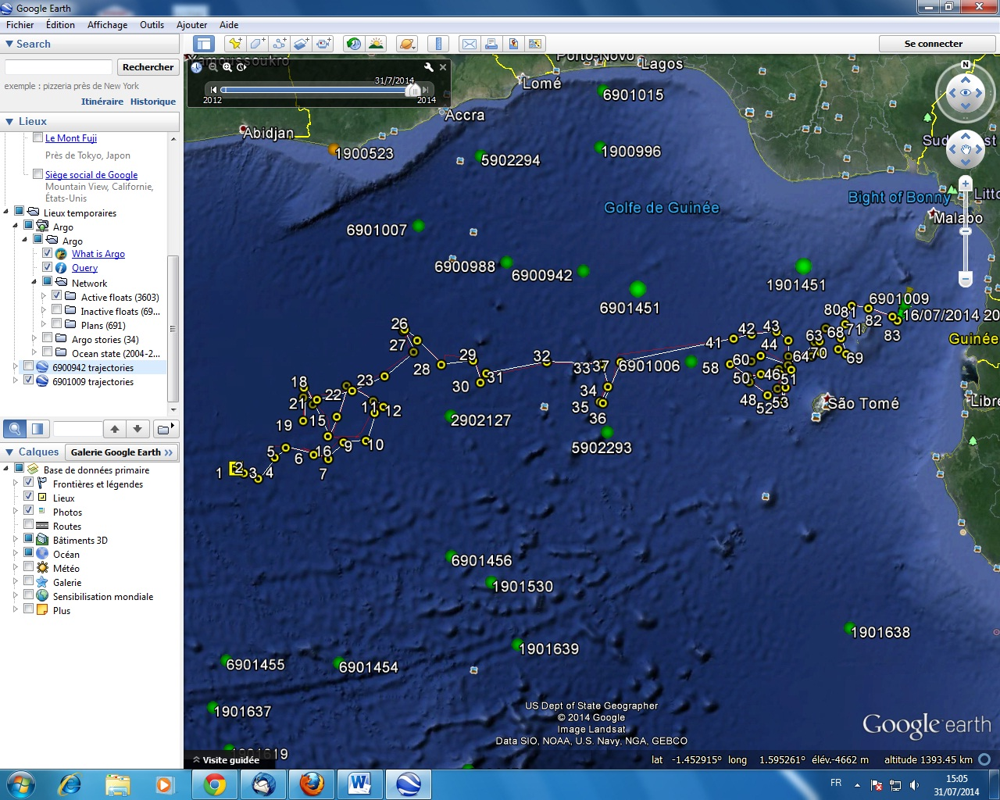 Google Earth
Fichier Édition Affichage Outils Ajouter Aide
Search
Rechercher
exemple : pizzeria près de New York
Itinéraire Historique
Lieux
Le Mont Fuji
Près de Tokyo, Japon
Siège social de Google
Mountain View, Californie,
États-Unis
Lieux temporaires
Argo
Argo
What is Argo
Query
Network
Active floats (3603)
Inactive floats (69...
Plans (691)
Argo stories (34)
Ocean state (2004-2...
6900942 trajectories
6901009 trajectories
Calques
Galerie Google Earth >>
Base de données primaire
Frontières et légendes
Lieux
Photos
Routes
Bâtiments 3D
Océan
Météo
Galerie
Sensibilisation mondiale
Plus
Se connecter
31/7/2014
2012 2014
Yamoussoukro
Porto-Novo
Lagos
Lomé
Accra
Abidjan
N
6901015
1900523
5902294
1900996
Golfe de Guinée
Bight of Bonny
Malabo
6901007
6900988
6900942
6901451
1901451
6901009
16/07/2014 20
80 81 82 83
Guinée
26 27 28 29 30 31 32 33 37 34 35 36
6901006
41 42 43 44 58 60 50 46 48 52 53 51 64 70 63 68 71 69
São Tomé
Libre
18 21 19 15 22 23 11 12 10 9 16 7 6 5 4 3 2 1
2902127
5902293
6901456
1901530
1901638
1901639
6901455
6901454
1901637
1901619
US Dept of State Geographer
© 2014 Google
Image Landsat
Data SIO, NOAA, U.S. Navy, NGA, GEBCO
Google earth
Visite guidée
lat -1.452915° long 1.595261° élév.-4662 m altitude 1393.45 km
FR
15:05
31/07/2014